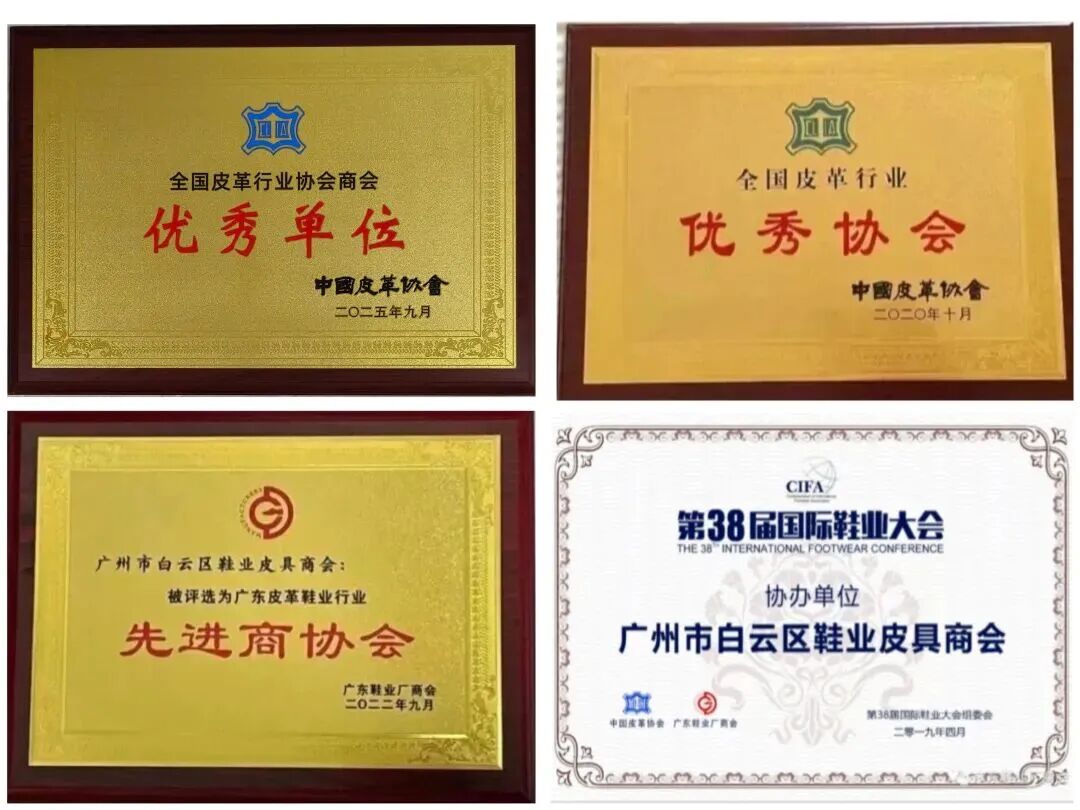 全国皮革行业协会商会
优秀单位
中國皮革协會
二〇二五年九月
全国皮革行业
优秀协会
中國皮革协會
二〇二〇年十月
广州市白云区鞋业皮具商会：
被评选为广东皮革鞋业行业
先进商协会
广东鞋业厂商会
二〇二二年九月
CIFA
第38届国际鞋业大会
THE 38TH INTERNATIONAL FOOTWEAR CONFERENCE
协办单位
广州市白云区鞋业皮具商会
中国皮革协会 广东鞋业厂商会
第38届国际鞋业大会组委会
二零一九年四月